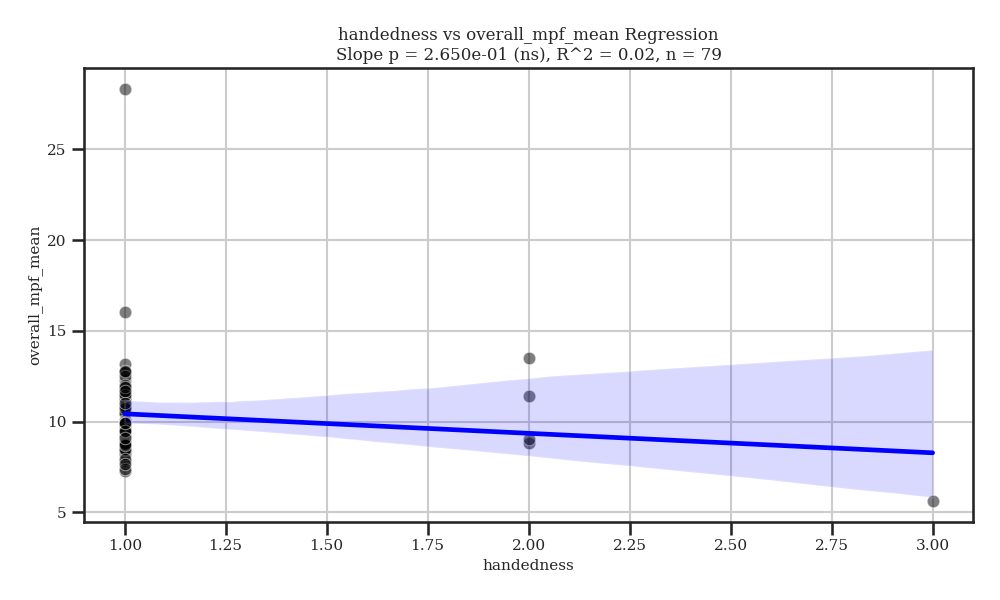 handedness vs overall_mpf_mean Regression
Slope p = 2.650e-01 (ns), R^2 = 0.02, n = 79
overall_mpf_mean
25
20
15
10
5
1.00 1.25 1.50 1.75 2.00 2.25 2.50 2.75 3.00
handedness